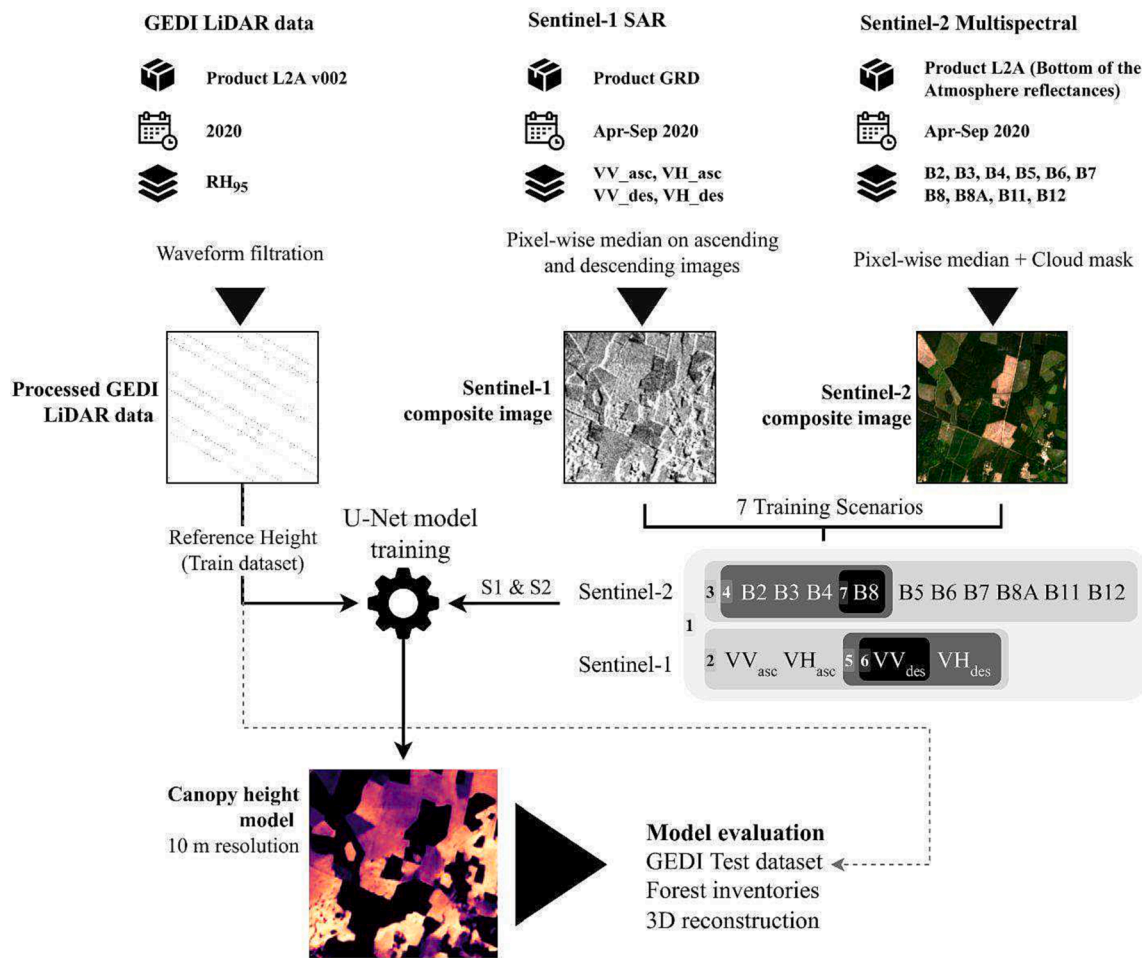 GEDI LiDAR data
Product L2A v002
2020
RH95
Waveform filtration
Sentinel-1 SAR
Product GRD
Apr-Sep 2020
VV_asc, VH_asc
VV_des, VH_des
Pixel-wise median on ascending
and descending images
Sentinel-2 Multispectral
Product L2A (Bottom of the
Atmosphere reflectances)
Apr-Sep 2020
B2, B3, B4, B5, B6, B7
B8, B8A, B11, B12
Pixel-wise median + Cloud mask
Processed GEDI
LiDAR data
Sentinel-1
composite image
Sentinel-2
composite image
7 Training Scenarios
Reference Height
(Train dataset)
U-Net model
training
S1 & S2
Sentinel-2
3 4 B2 B3 B4 7 B8 B5 B6 B7 B8A B11 B12
1
Sentinel-1
2 VVasc VHasc 5 6 VVdes VHdes
Canopy height
model
10 m resolution
Model evaluation
GEDI Test dataset
Forest inventories
3D reconstruction